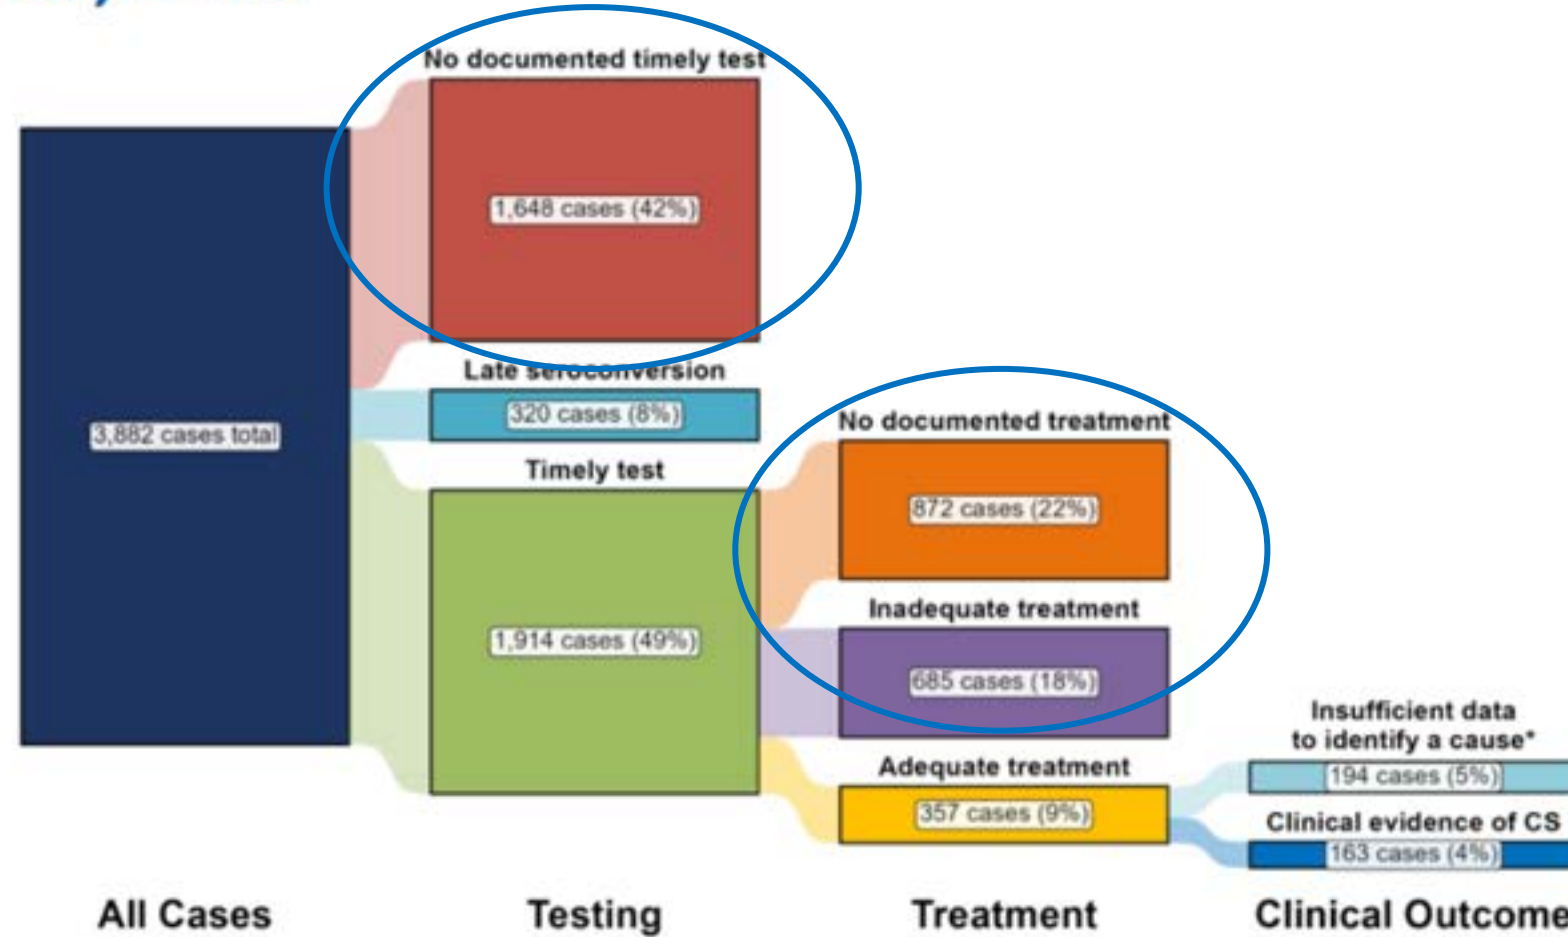 No documented timely test
1,648 cases (42%)
3,882 cases total
Late seroconversion
320 cases (8%)
Timely test
1,914 cases (49%)
No documented treatment
872 cases (22%)
Inadequate treatment
685 cases (18%)
Adequate treatment
357 cases (9%)
Insufficient data
to identify a cause*
194 cases (5%)
Clinical evidence of CS
163 cases (4%)
All Cases
Testing
Treatment
Clinical Outcome